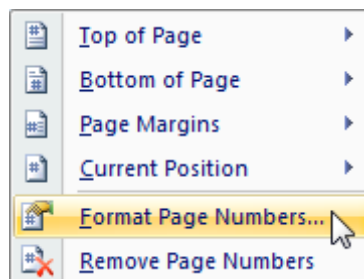 Top of Page
Bottom of Page
Page Margins
Current Position
Format Page Numbers...
Remove Page Numbers